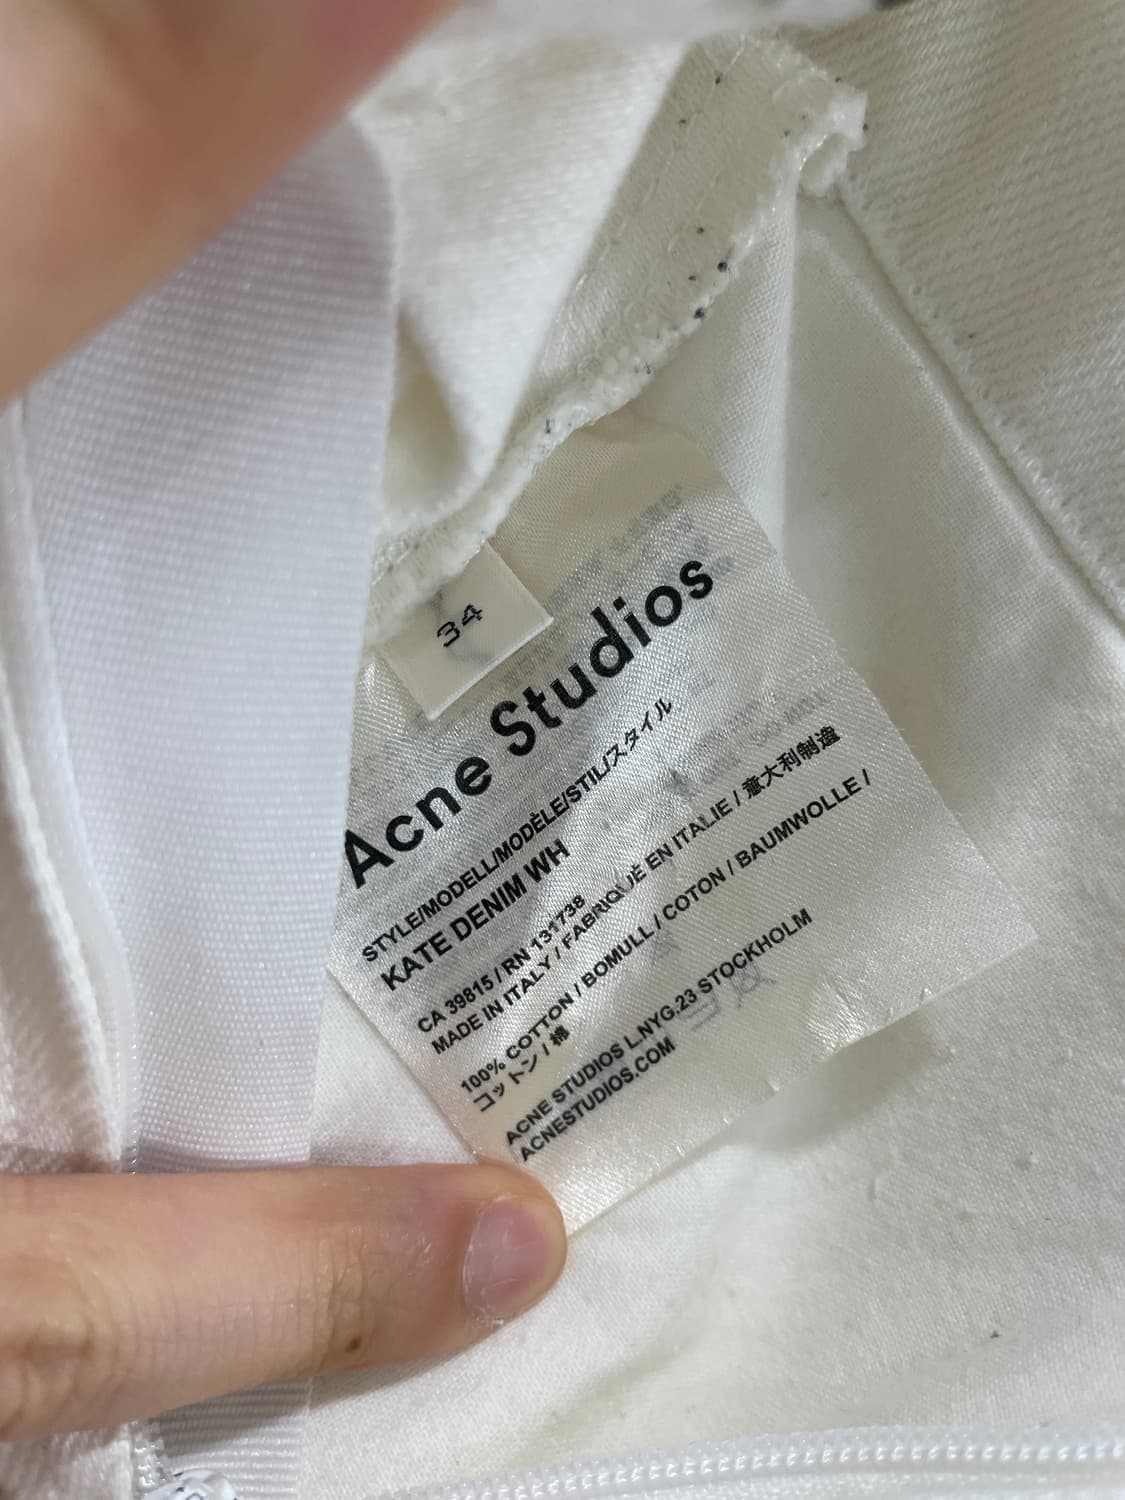 34
Acne Studios
STYLE/MODELL/MODÈLE/STIL/スタイル
KATE DENIM WH
CA 39815 / RN 131738
MADE IN ITALY / FABRIQUÉ EN ITALIE / 意大利制造
100% COTTON / BOMULL / COTON / BAUMWOLLE /
コットン / 棉
ACNE STUDIOS L.NYG.23 STOCKHOLM
ACNESTUDIOS.COM